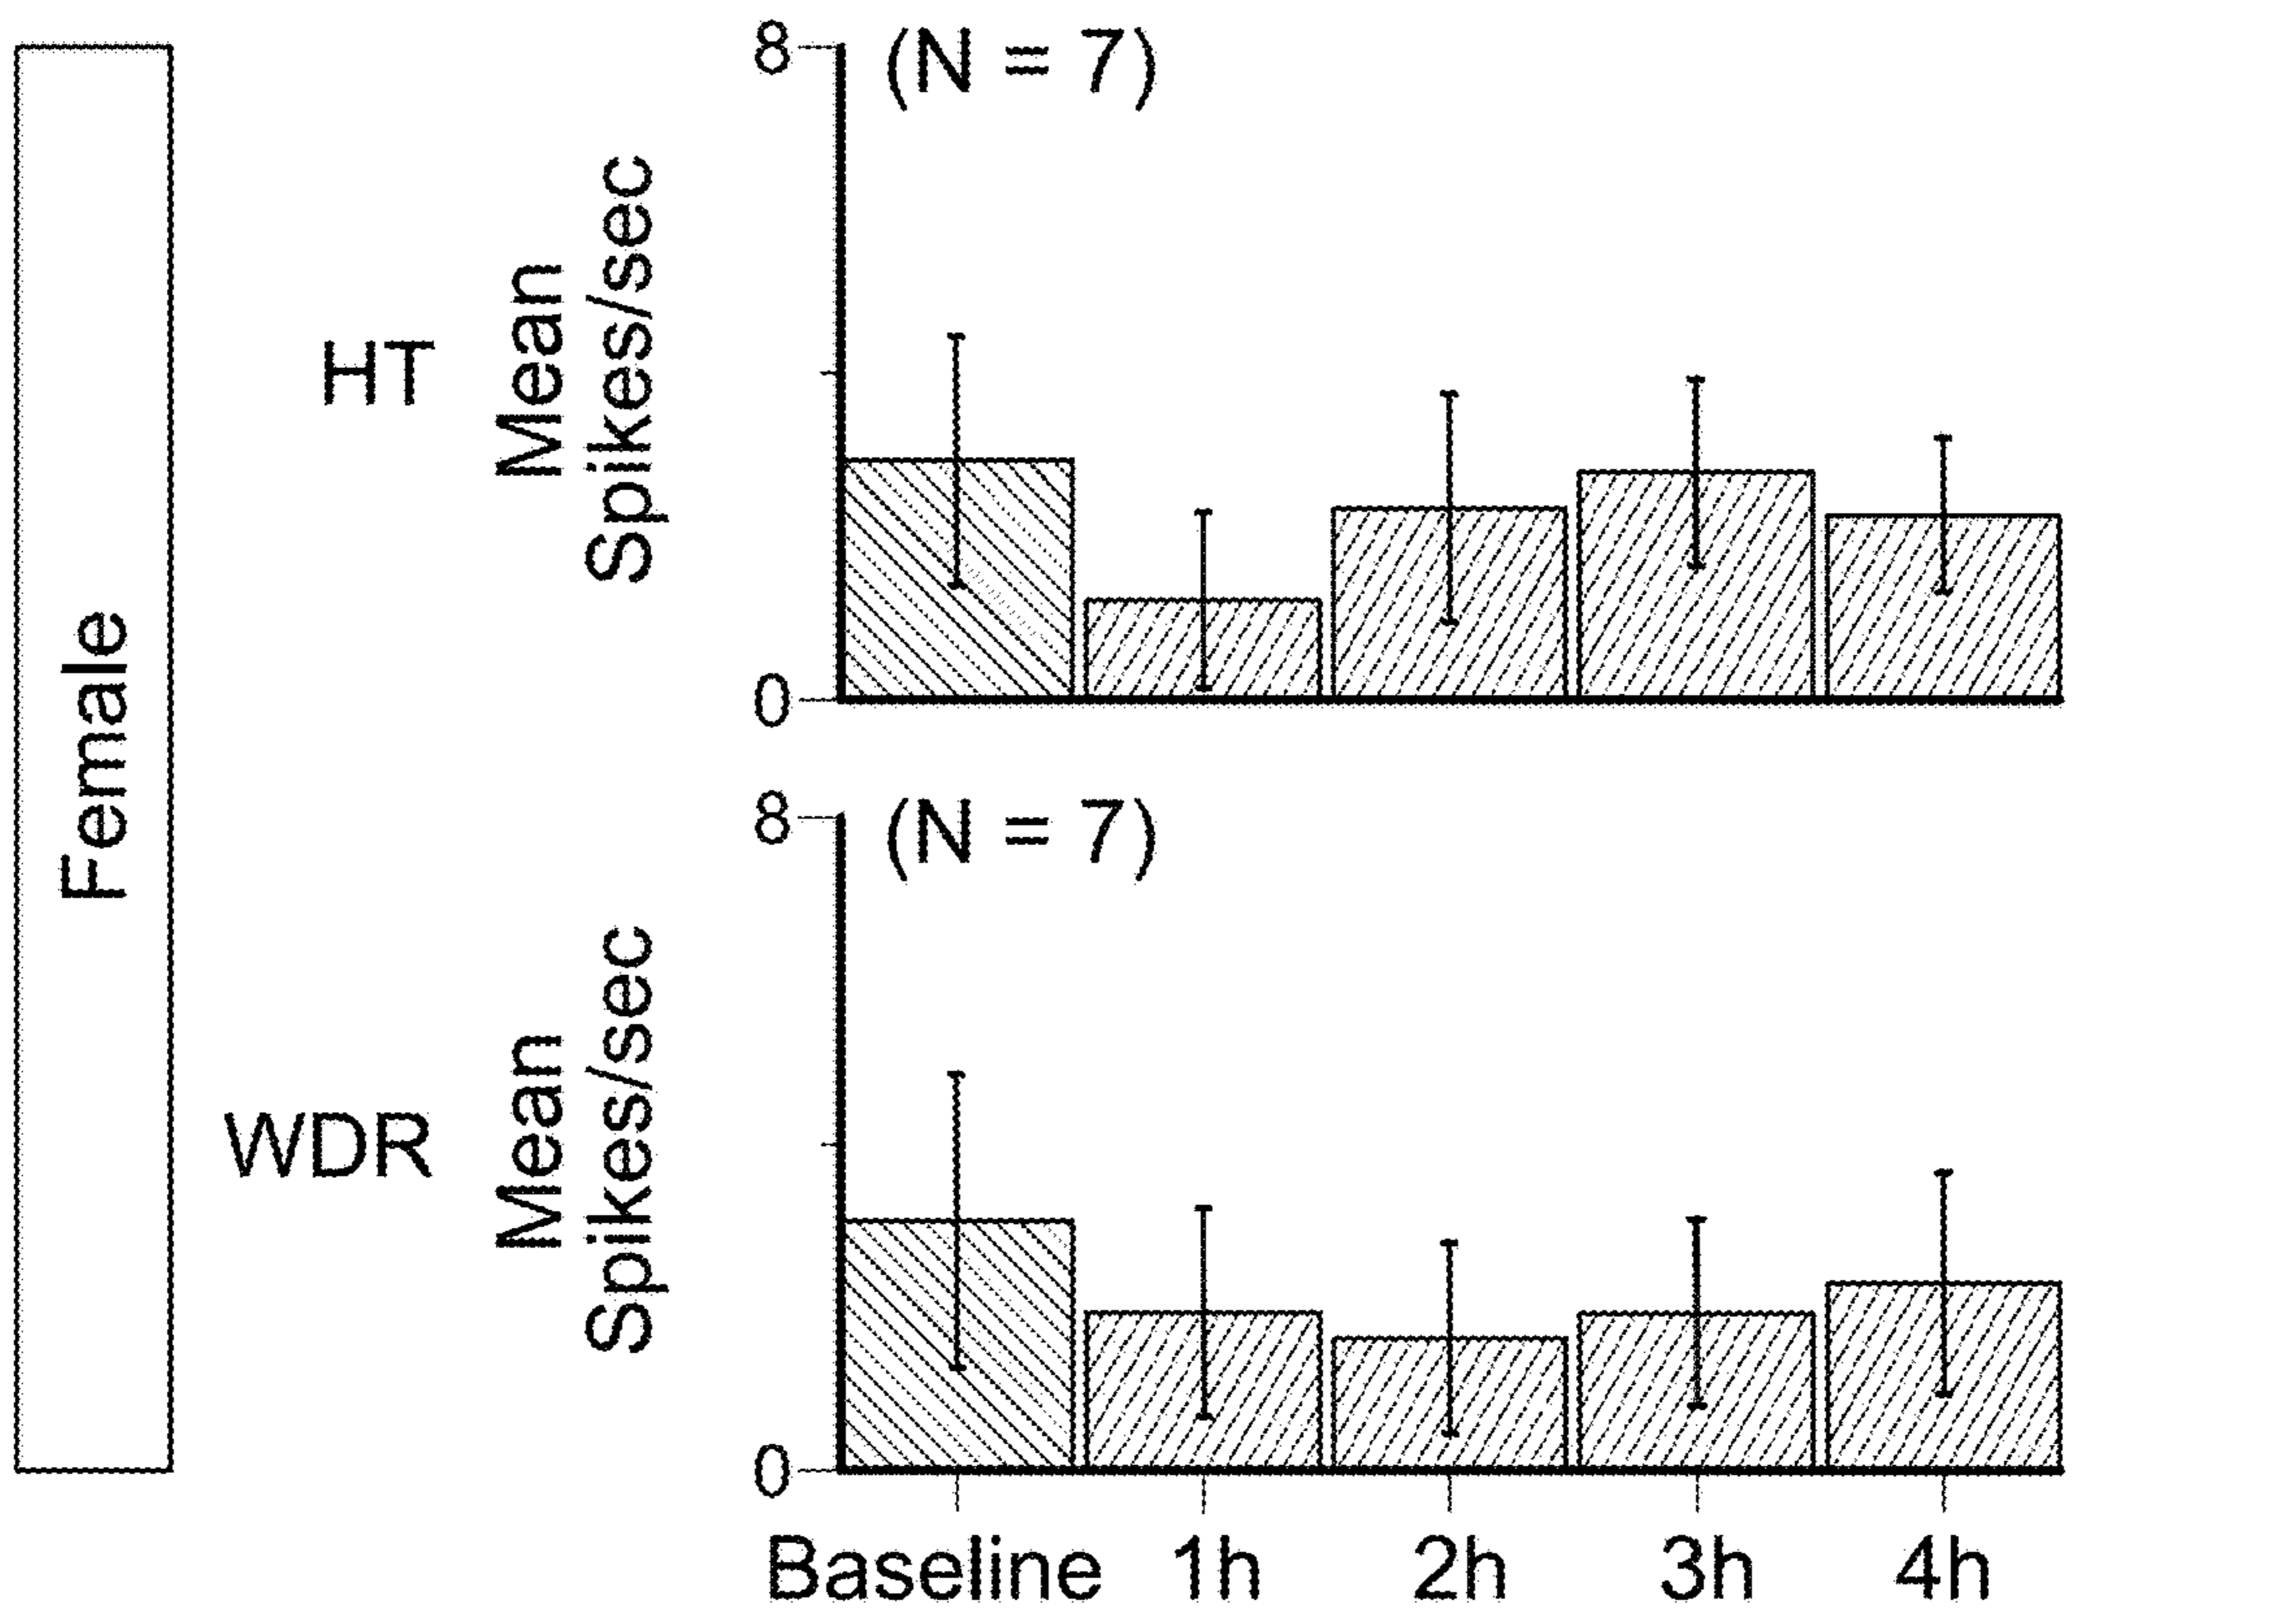 Female
HT
Mean
Spikes/sec
8
(N = 7)
0
WDR
Mean
Spikes/sec
8
(N = 7)
0
Baseline 1h 2h 3h 4h